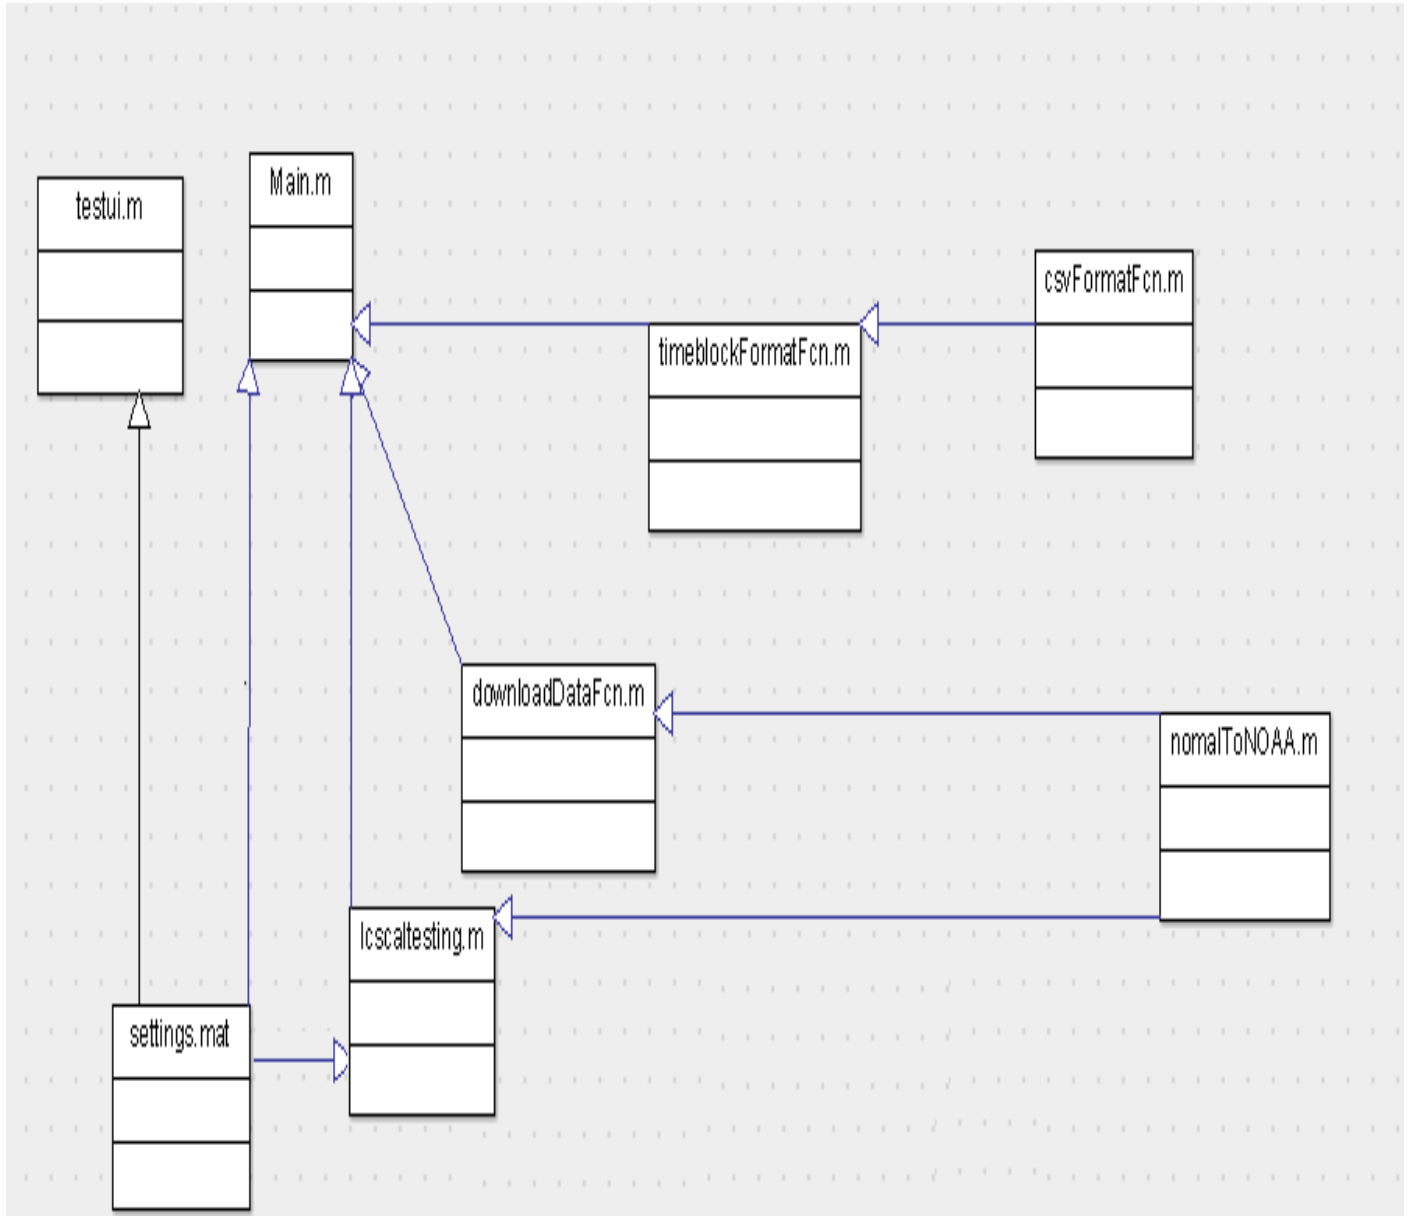 testui.m
Main.m
csvFormatFcn.m
timeblockFormatFcn.m
downloadDataFcn.m
nomalToNOAA.m
lcscaltesting.m
settings.mat